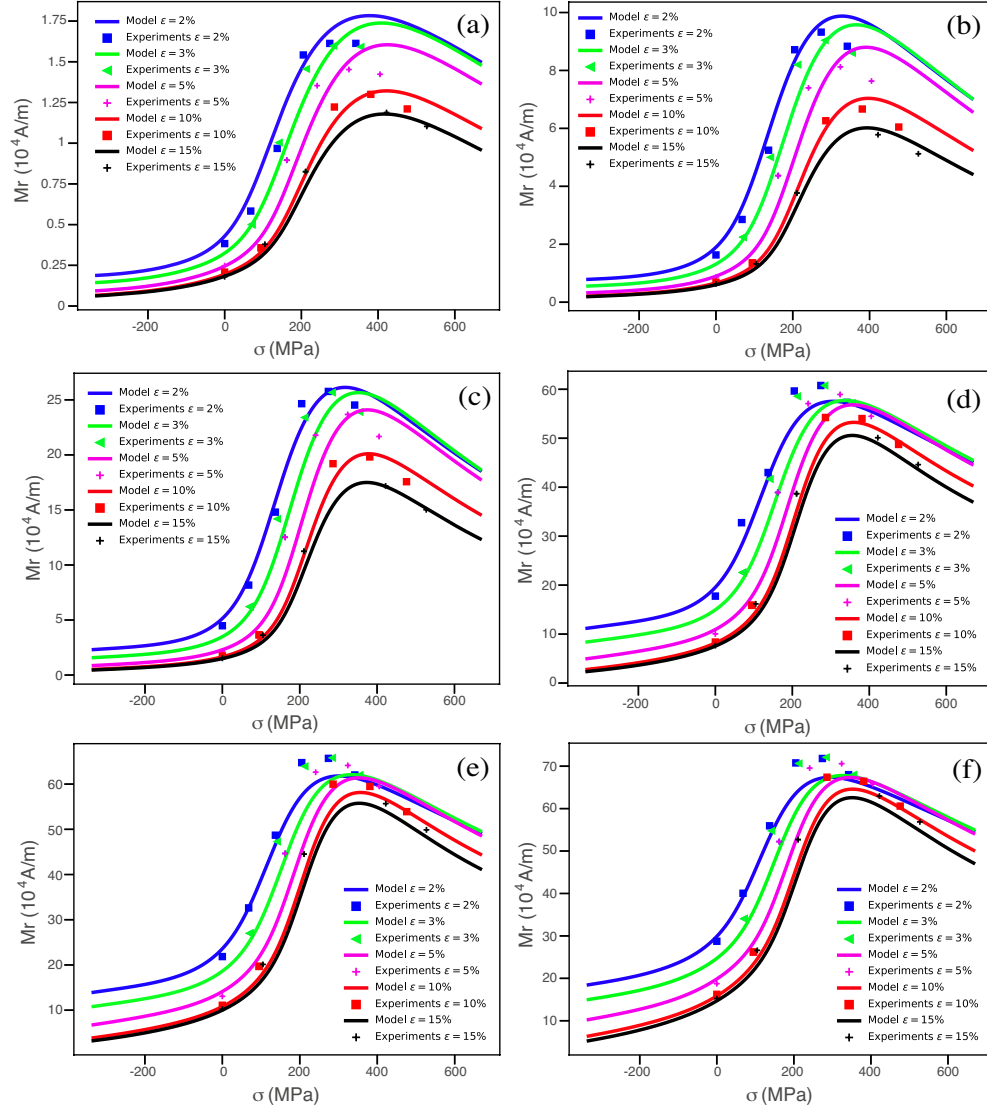 (a)
Mr (10⁴A/m)
1.75
1.5
1.25
1
0.75
0.5
0.25
0
Model ε = 2%
Experiments ε = 2%
Model ε = 3%
Experiments ε = 3%
Model ε = 5%
Experiments ε = 5%
Model ε = 10%
Experiments ε = 10%
Model ε = 15%
Experiments ε = 15%
-200 0 200 400 600
σ (MPa)
(b)
Mr (10⁴A/m)
10
8
6
4
2
0
Model ε = 2%
Experiments ε = 2%
Model ε = 3%
Experiments ε = 3%
Model ε = 5%
Experiments ε = 5%
Model ε = 10%
Experiments ε = 10%
Model ε = 15%
Experiments ε = 15%
-200 0 200 400 600
σ (MPa)
(c)
Mr (10⁴A/m)
25
20
15
10
5
0
Model ε = 2%
Experiments ε = 2%
Model ε = 3%
Experiments ε = 3%
Model ε = 5%
Experiments ε = 5%
Model ε = 10%
Experiments ε = 10%
Model ε = 15%
Experiments ε = 15%
-200 0 200 400 600
σ (MPa)
(d)
Mr (10⁴A/m)
60
50
40
30
20
10
0
Model ε = 2%
Experiments ε = 2%
Model ε = 3%
Experiments ε = 3%
Model ε = 5%
Experiments ε = 5%
Model ε = 10%
Experiments ε = 10%
Model ε = 15%
Experiments ε = 15%
-200 0 200 400 600
σ (MPa)
(e)
Mr (10⁴A/m)
60
50
40
30
20
10
Model ε = 2%
Experiments ε = 2%
Model ε = 3%
Experiments ε = 3%
Model ε = 5%
Experiments ε = 5%
Model ε = 10%
Experiments ε = 10%
Model ε = 15%
Experiments ε = 15%
-200 0 200 400 600
σ (MPa)
(f)
Mr (10⁴A/m)
70
60
50
40
30
20
10
Model ε = 2%
Experiments ε = 2%
Model ε = 3%
Experiments ε = 3%
Model ε = 5%
Experiments ε = 5%
Model ε = 10%
Experiments ε = 10%
Model ε = 15%
Experiments ε = 15%
-200 0 200 400 600
σ (MPa)